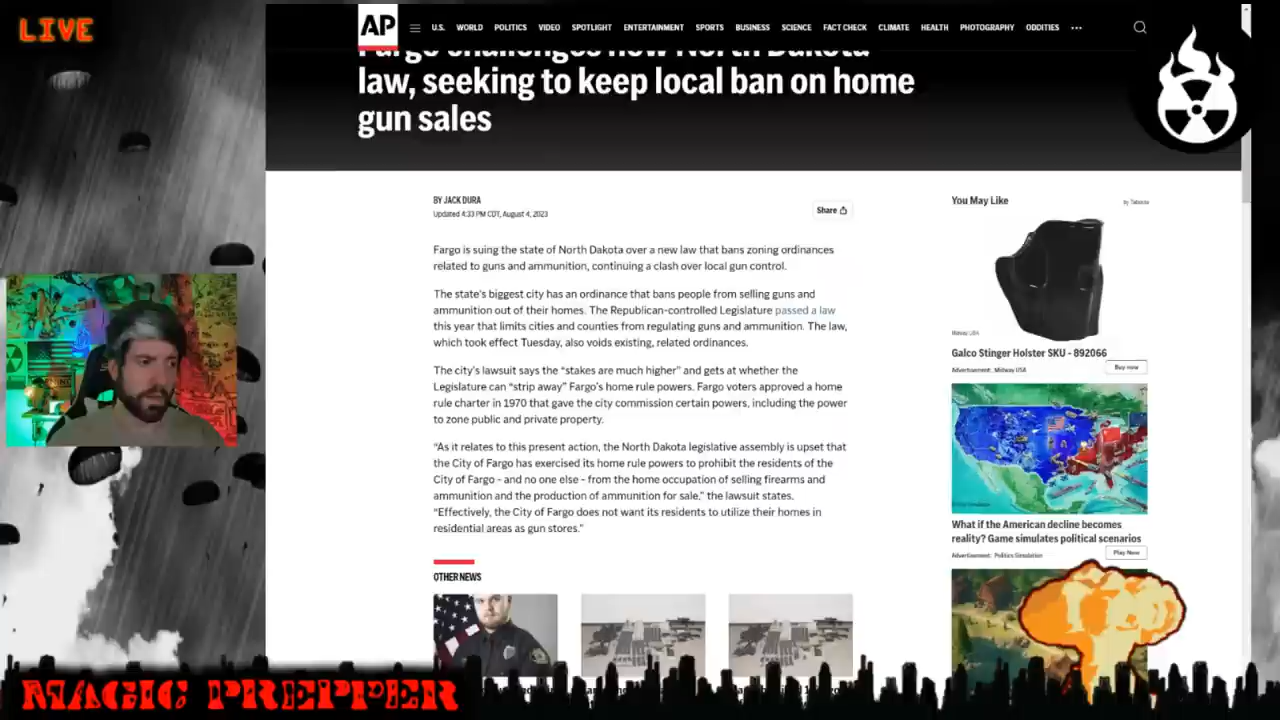 LIVE
AP
U.S. WORLD POLITICS VIDEO SPOTLIGHT ENTERTAINMENT SPORTS BUSINESS SCIENCE FACT CHECK CLIMATE HEALTH PHOTOGRAPHY ODDITIES
Fargo challenges new North Dakota
law, seeking to keep local ban on home
gun sales
BY JACK DURA
Updated 4:33 PM CDT, August 4, 2023
Share
Fargo is suing the state of North Dakota over a new law that bans zoning ordinances
related to guns and ammunition, continuing a clash over local gun control.
The state's biggest city has an ordinance that bans people from selling guns and
ammunition out of their homes. The Republican-controlled Legislature passed a law
this year that limits cities and counties from regulating guns and ammunition. The law,
which took effect Tuesday, also voids existing, related ordinances.
The city's lawsuit says the “stakes are much higher” and gets at whether the
Legislature can “strip away” Fargo's home rule powers. Fargo voters approved a home
rule charter in 1970 that gave the city commission certain powers, including the power
to zone public and private property.
“As it relates to this present action, the North Dakota legislative assembly is upset that
the City of Fargo has exercised its home rule powers to prohibit the residents of the
City of Fargo - and no one else - from the home occupation of selling firearms and
ammunition and the production of ammunition for sale,” the lawsuit states.
“Effectively, the City of Fargo does not want its residents to utilize their homes in
residential areas as gun stores.”
OTHER NEWS
You May Like
by Taboola
Midway USA
Galco Stinger Holster SKU - 892066
Advertisement: Midway USA
Buy now
What if the American decline becomes
reality? Game simulates political scenarios
Advertisement: Politics Simulation
Play Now
MAGIC PREPPER